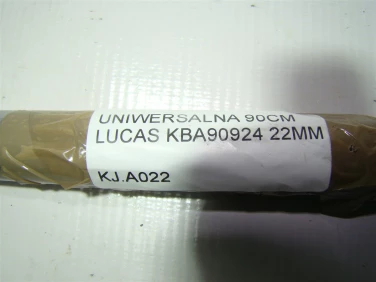 UNIWERSALNA 90CM
LUCAS KBA90924 22MM
KJ.A022